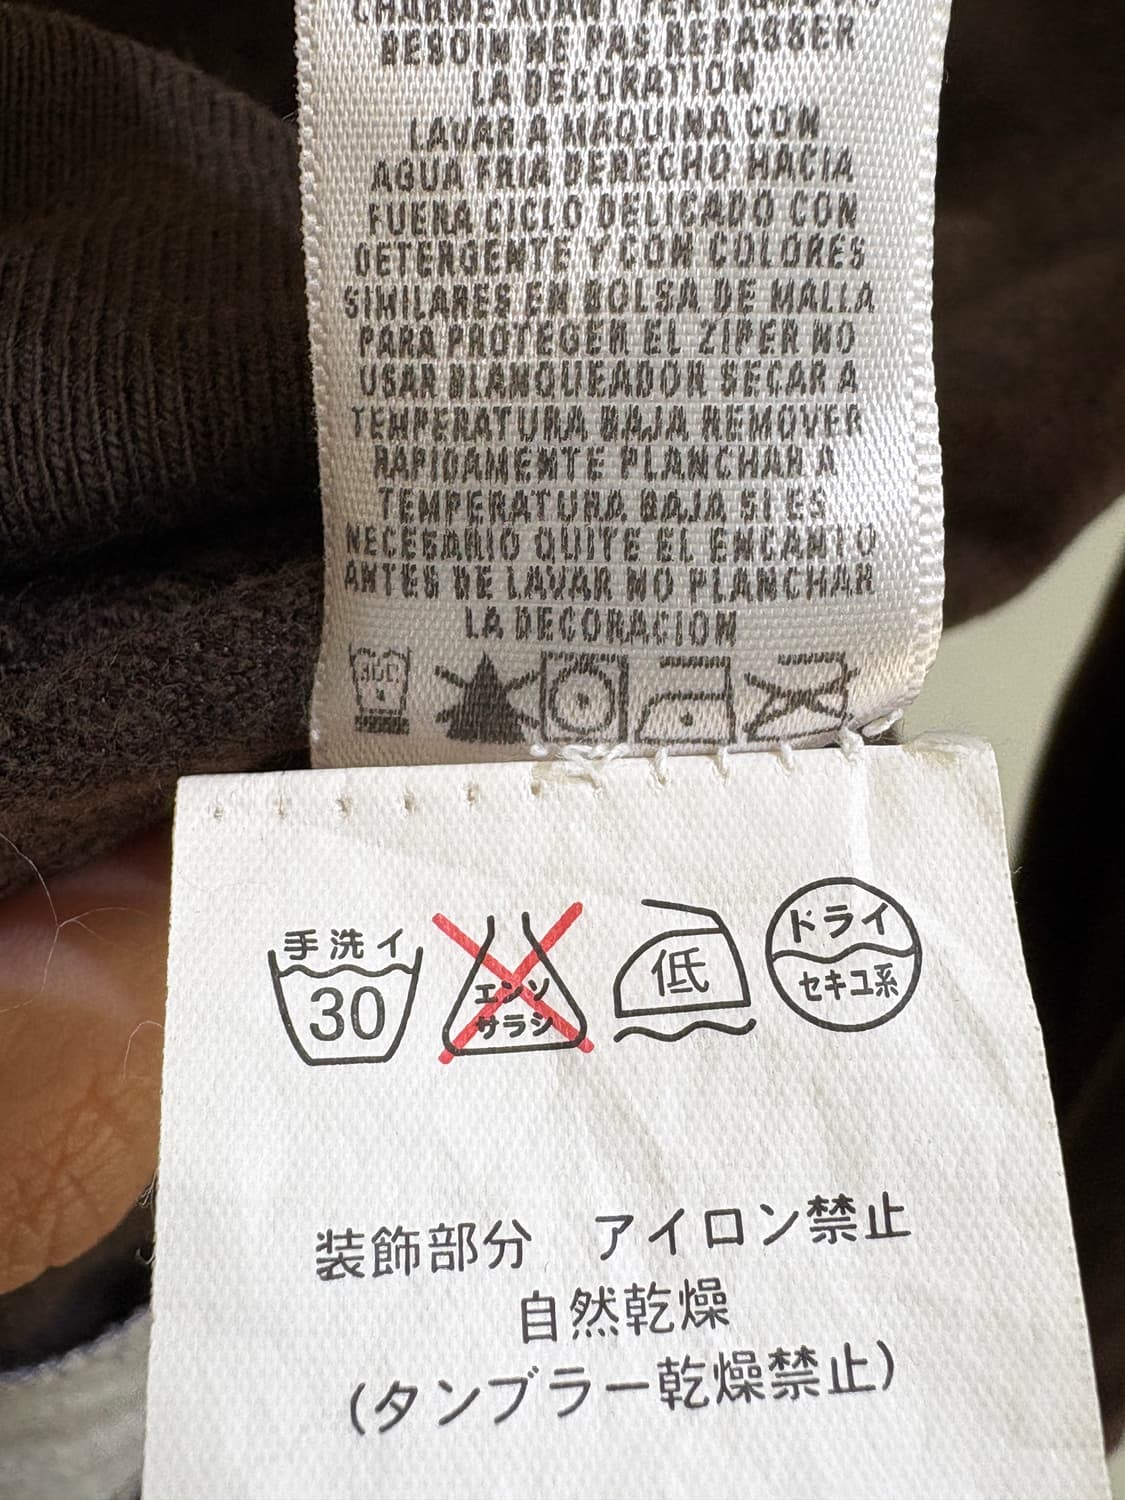 BESOIN NE PAS REPASSER
LA DECORATION
LAVAR A MAQUINA CON
AGUA FRIA DERECHO HACIA
FUERA CICLO DELICADO CON
DETERGENTE Y CON COLORES
SIMILARES EN BOLSA DE MALLA
PARA PROTEGER EL ZIPER NO
USAR BLANQUEADOR SECAR A
TEMPERATURA BAJA REMOVER
RAPIDAMENTE PLANCHAR A
TEMPERATURA BAJA SI ES
NECESARIO QUITE EL ENCANTO
ANTES DE LAVAR NO PLANCHAR
LA DECORACION
手洗イ
30
エンソ
サラシ
低
ドライ
セキユ系
装飾部分 アイロン禁止
自然乾燥
(タンブラー乾燥禁止)